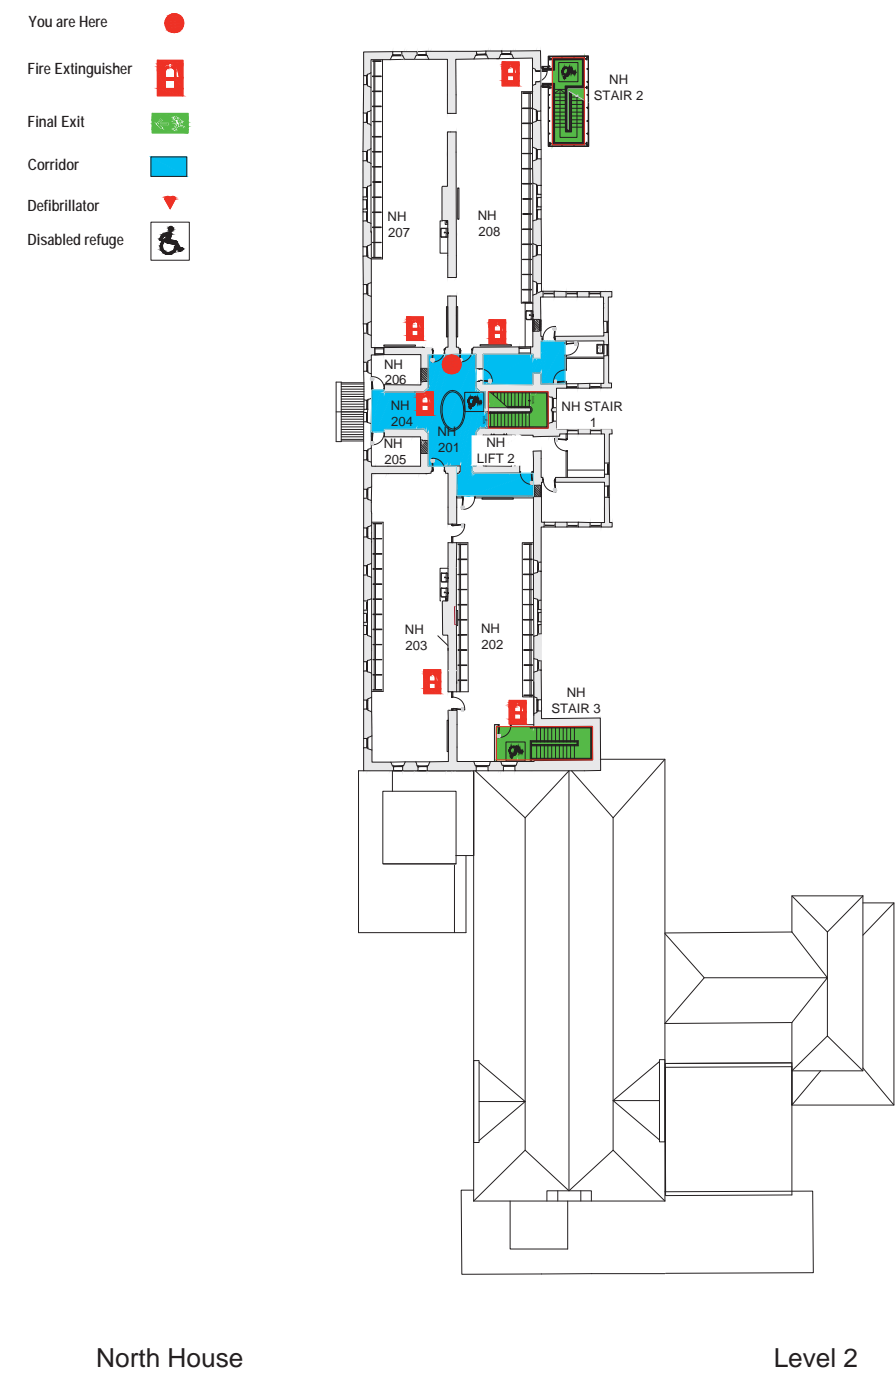 You are Here
Fire Extinguisher
Final Exit
Corridor
Defibrillator
Disabled refuge
NH
STAIR 2
NH
207
NH
208
NH
206
NH
204
NH
201
NH STAIR
1
NH
205
NH
LIFT 2
NH
203
NH
202
NH
STAIR 3
North House
Level 2